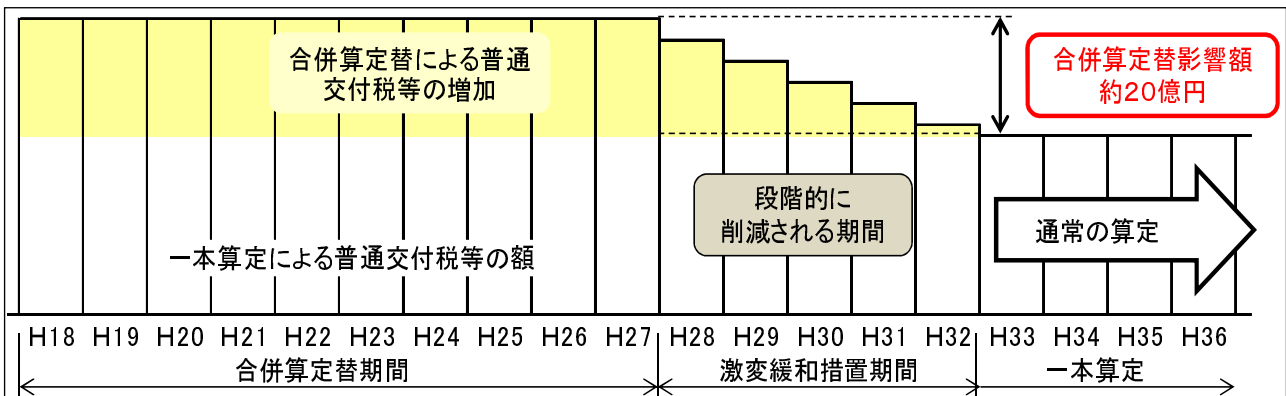 合併算定替による普通
交付税等の増加
合併算定替影響額
約20億円
段階的に
削減される期間
通常の算定
一本算定による普通交付税等の額
H18 H19 H20 H21 H22 H23 H24 H25 H26 H27 H28 H29 H30 H31 H32 H33 H34 H35 H36
合併算定替期間 激変緩和措置期間 一本算定